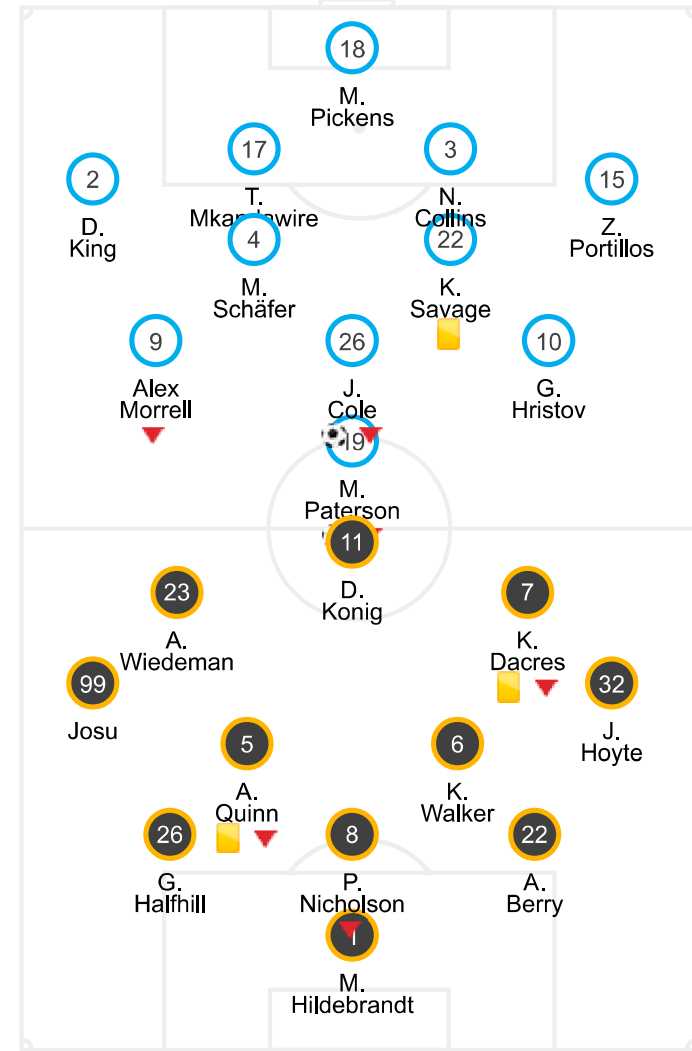 18
M.
Pickens
17
3
2
15
T.
N.
Collins
D.
King
4
22
Z.
Portillos
M.
Schäfer
K.
Savage
9
26
10
Alex
Morrell
J.
Cole
G.
Hristov
19
M.
Paterson
11
D.
Konig
23
7
A.
Wiedeman
K.
Dacres
99
32
Josu
J.
Hoyte
5
6
A.
Quinn
K.
Walker
26
8
22
G.
Halfhill
P.
Nicholson
A.
Berry
1
M.
Hildebrandt